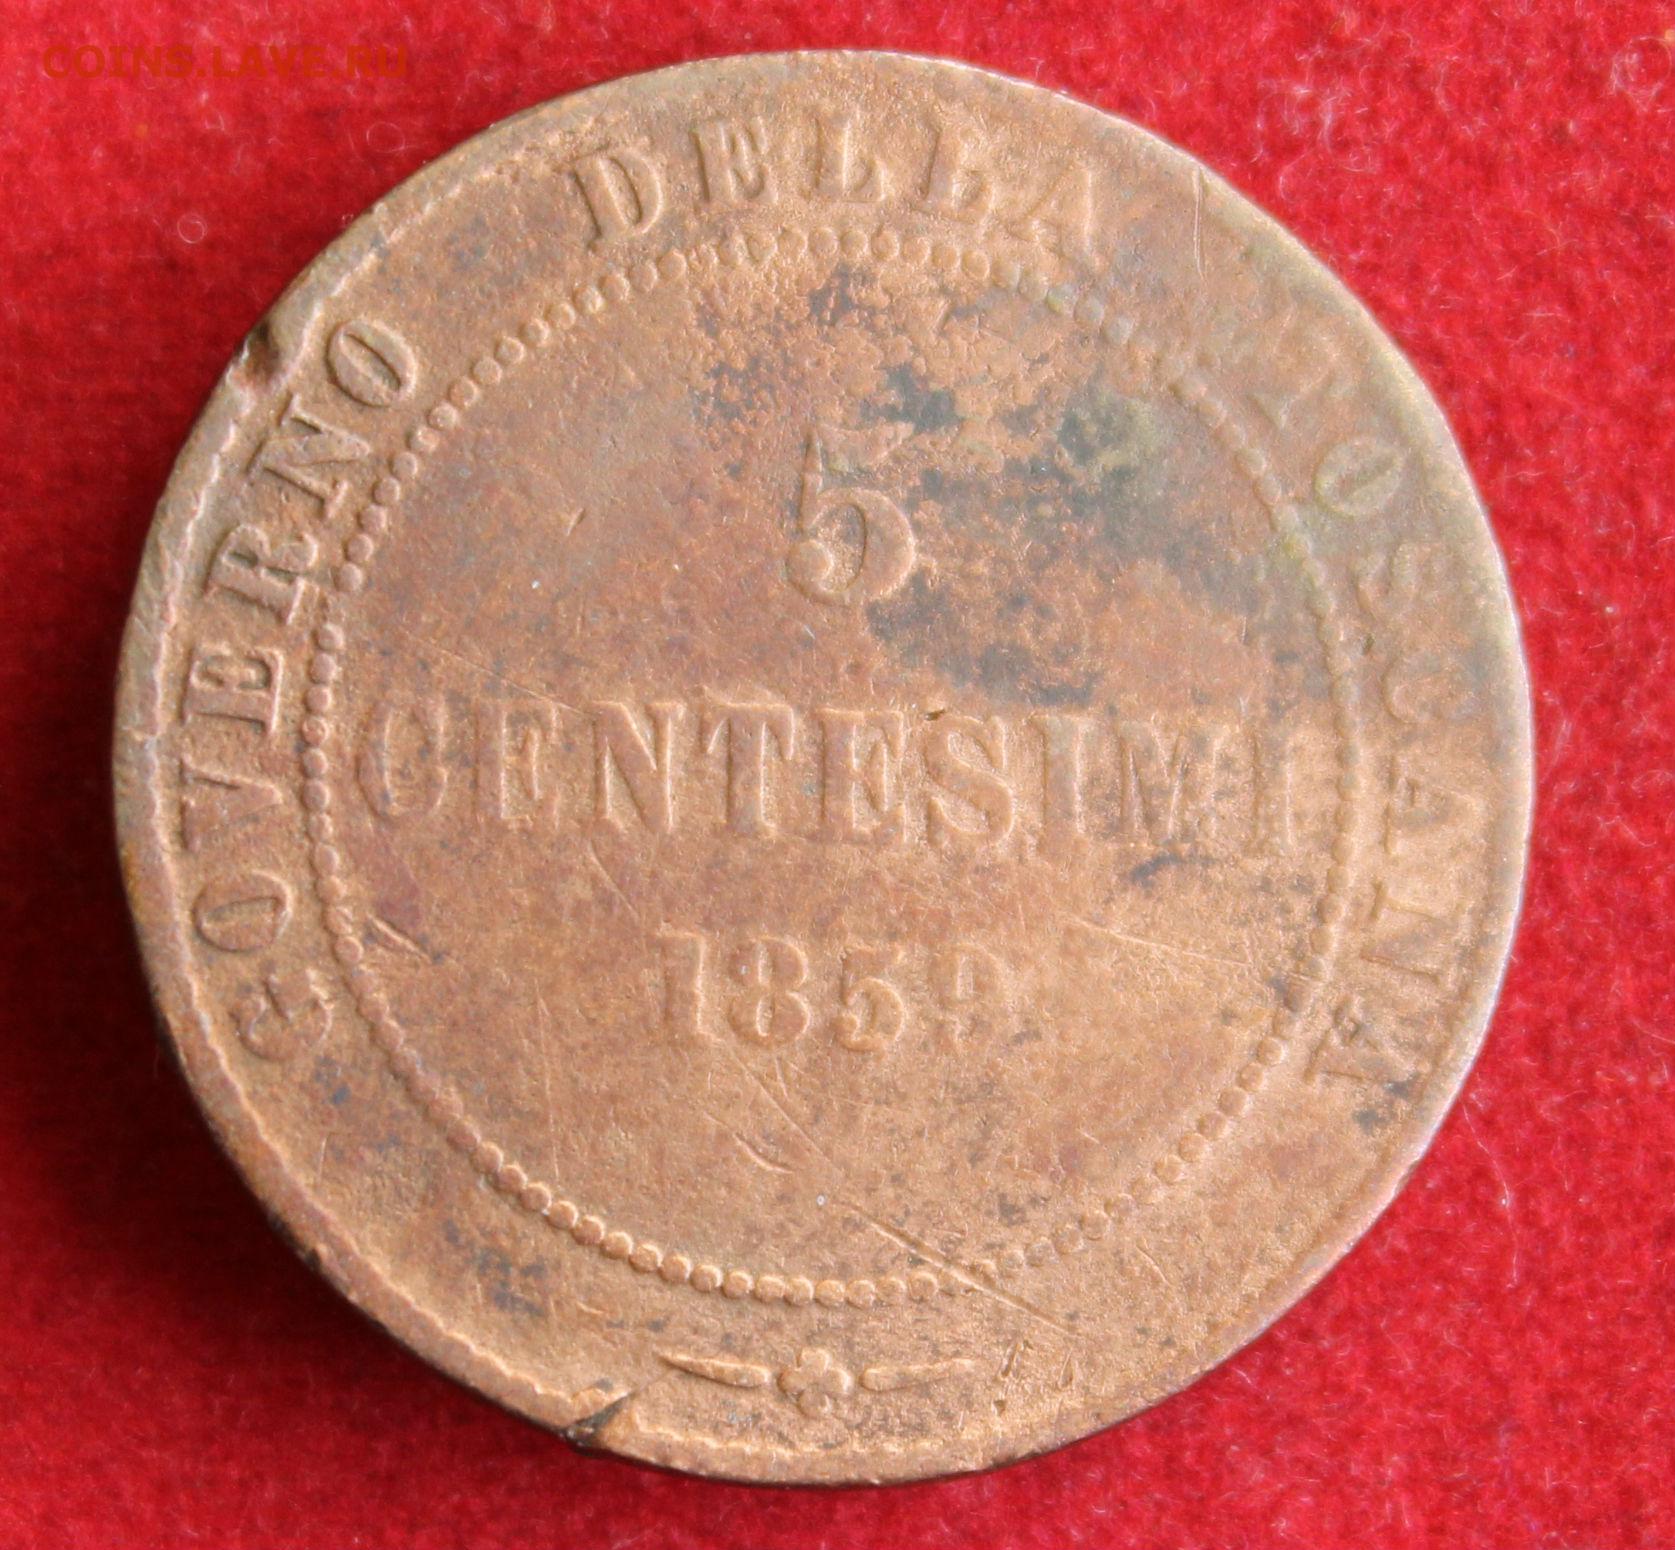 COINS.LAVE.RU
GOVERNO DELLA TOSCANA
5
CENTESIMI
1859